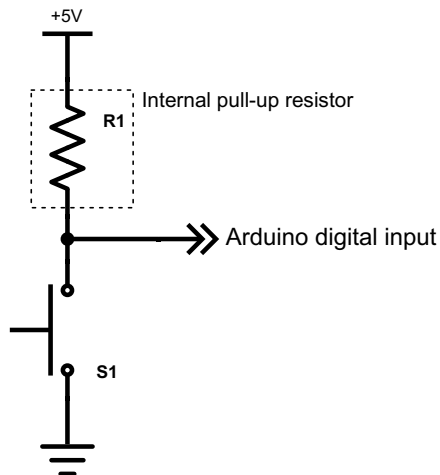 +5V
Internal pull-up resistor
R1
Arduino digital input
S1